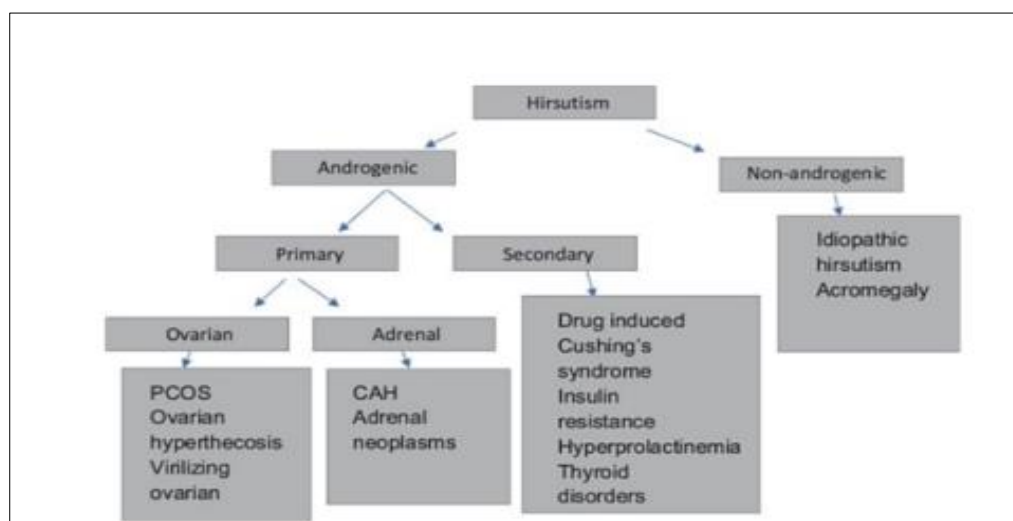 Hirsutism
Androgenic
Non-androgenic
Primary
Secondary
Idiopathic
hirsutism
Acromegaly
Ovarian
Adrenal
Drug induced
Cushing's
syndrome
Insulin
resistance
Hyperprolactinemia
Thyroid
disorders
PCOS
Ovarian
hyperthecosis
Virilizing
ovarian
CAH
Adrenal
neoplasms